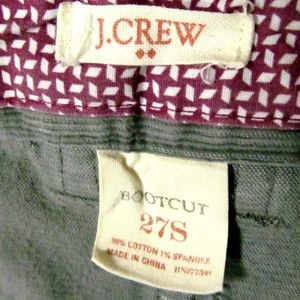 J.CREW
BOOTCUT
27S
99% COTTON 1% SPANDEX
MADE IN CHINA